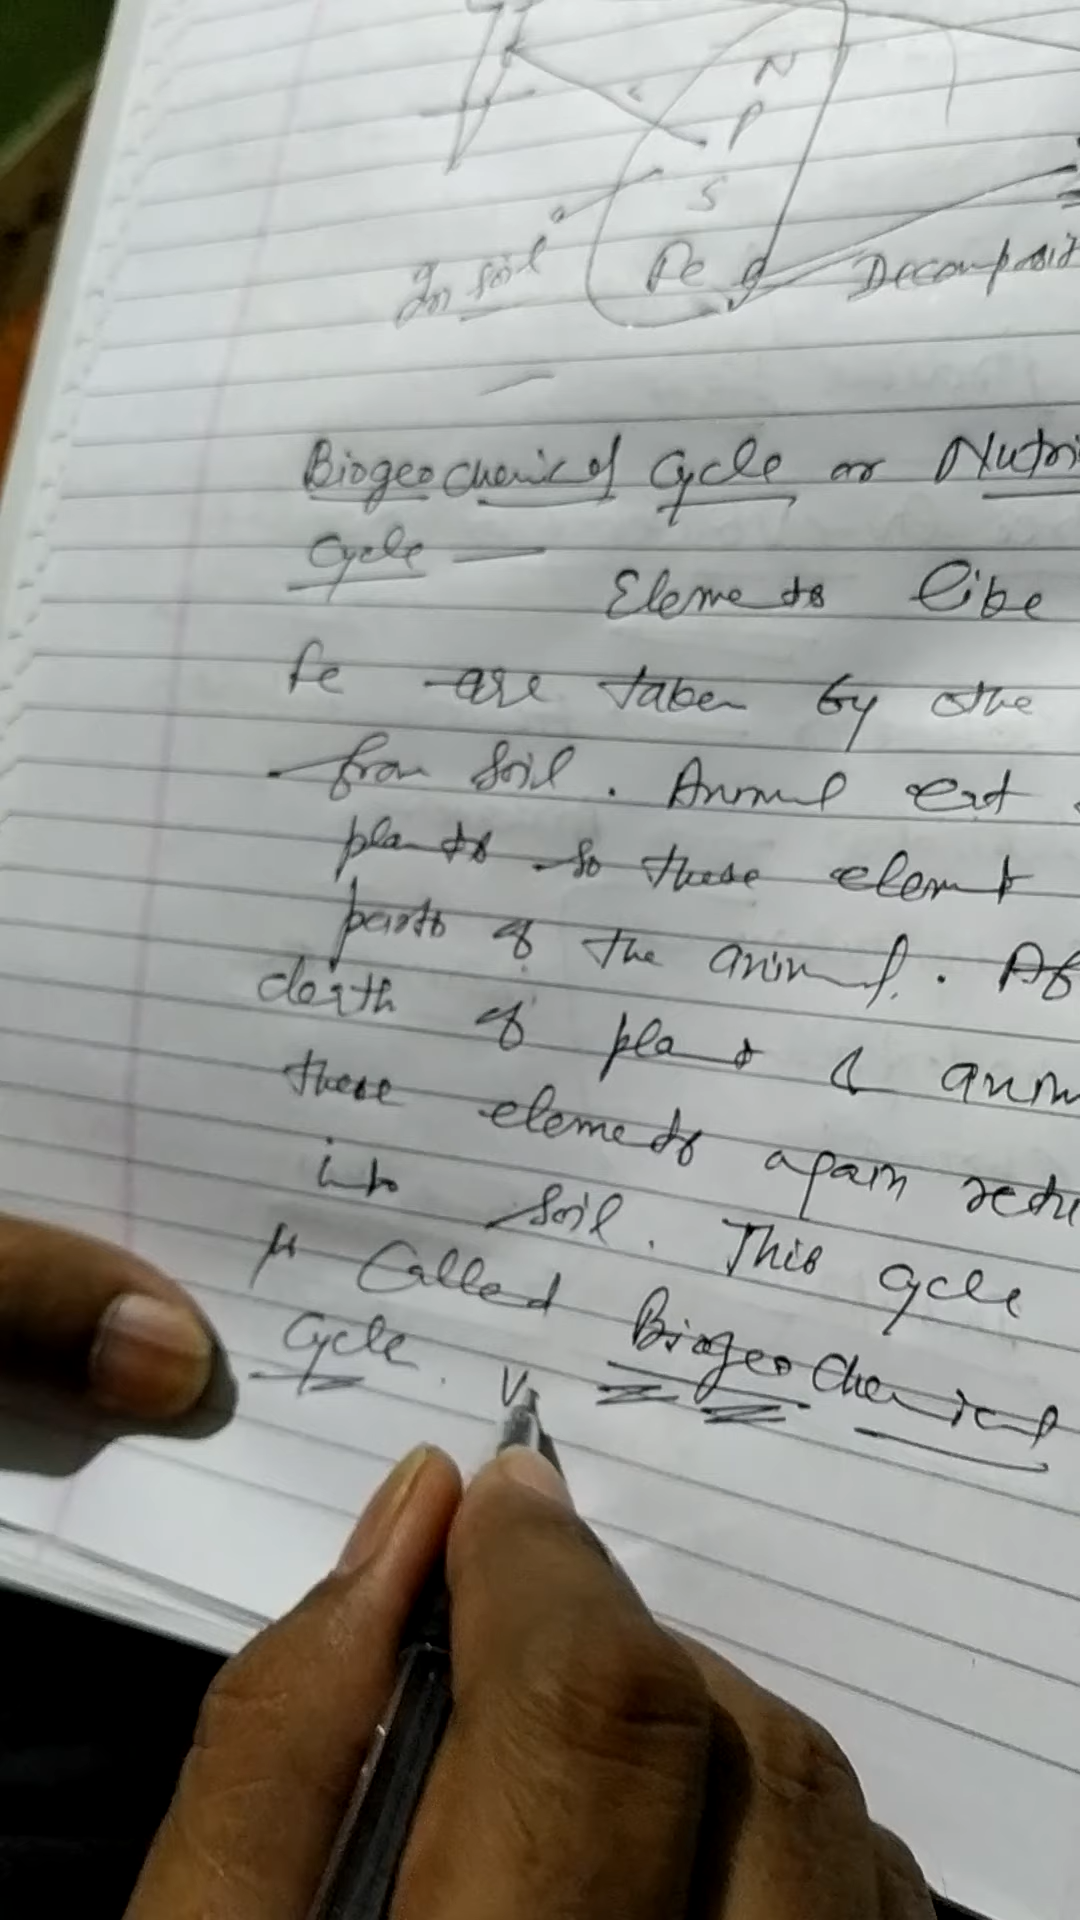 N
P
S
Fe
In soil
Decomposit
Biogeochemical Cycle or Nutri
Cycle — Elements like
Fe are taken by the
from soil. Animal eat
plants so these element
parts of the animal. Af
death of plant & anim
these elements again retu
into soil. This cycle
is Called Biogeo Chemical
Cycle. V